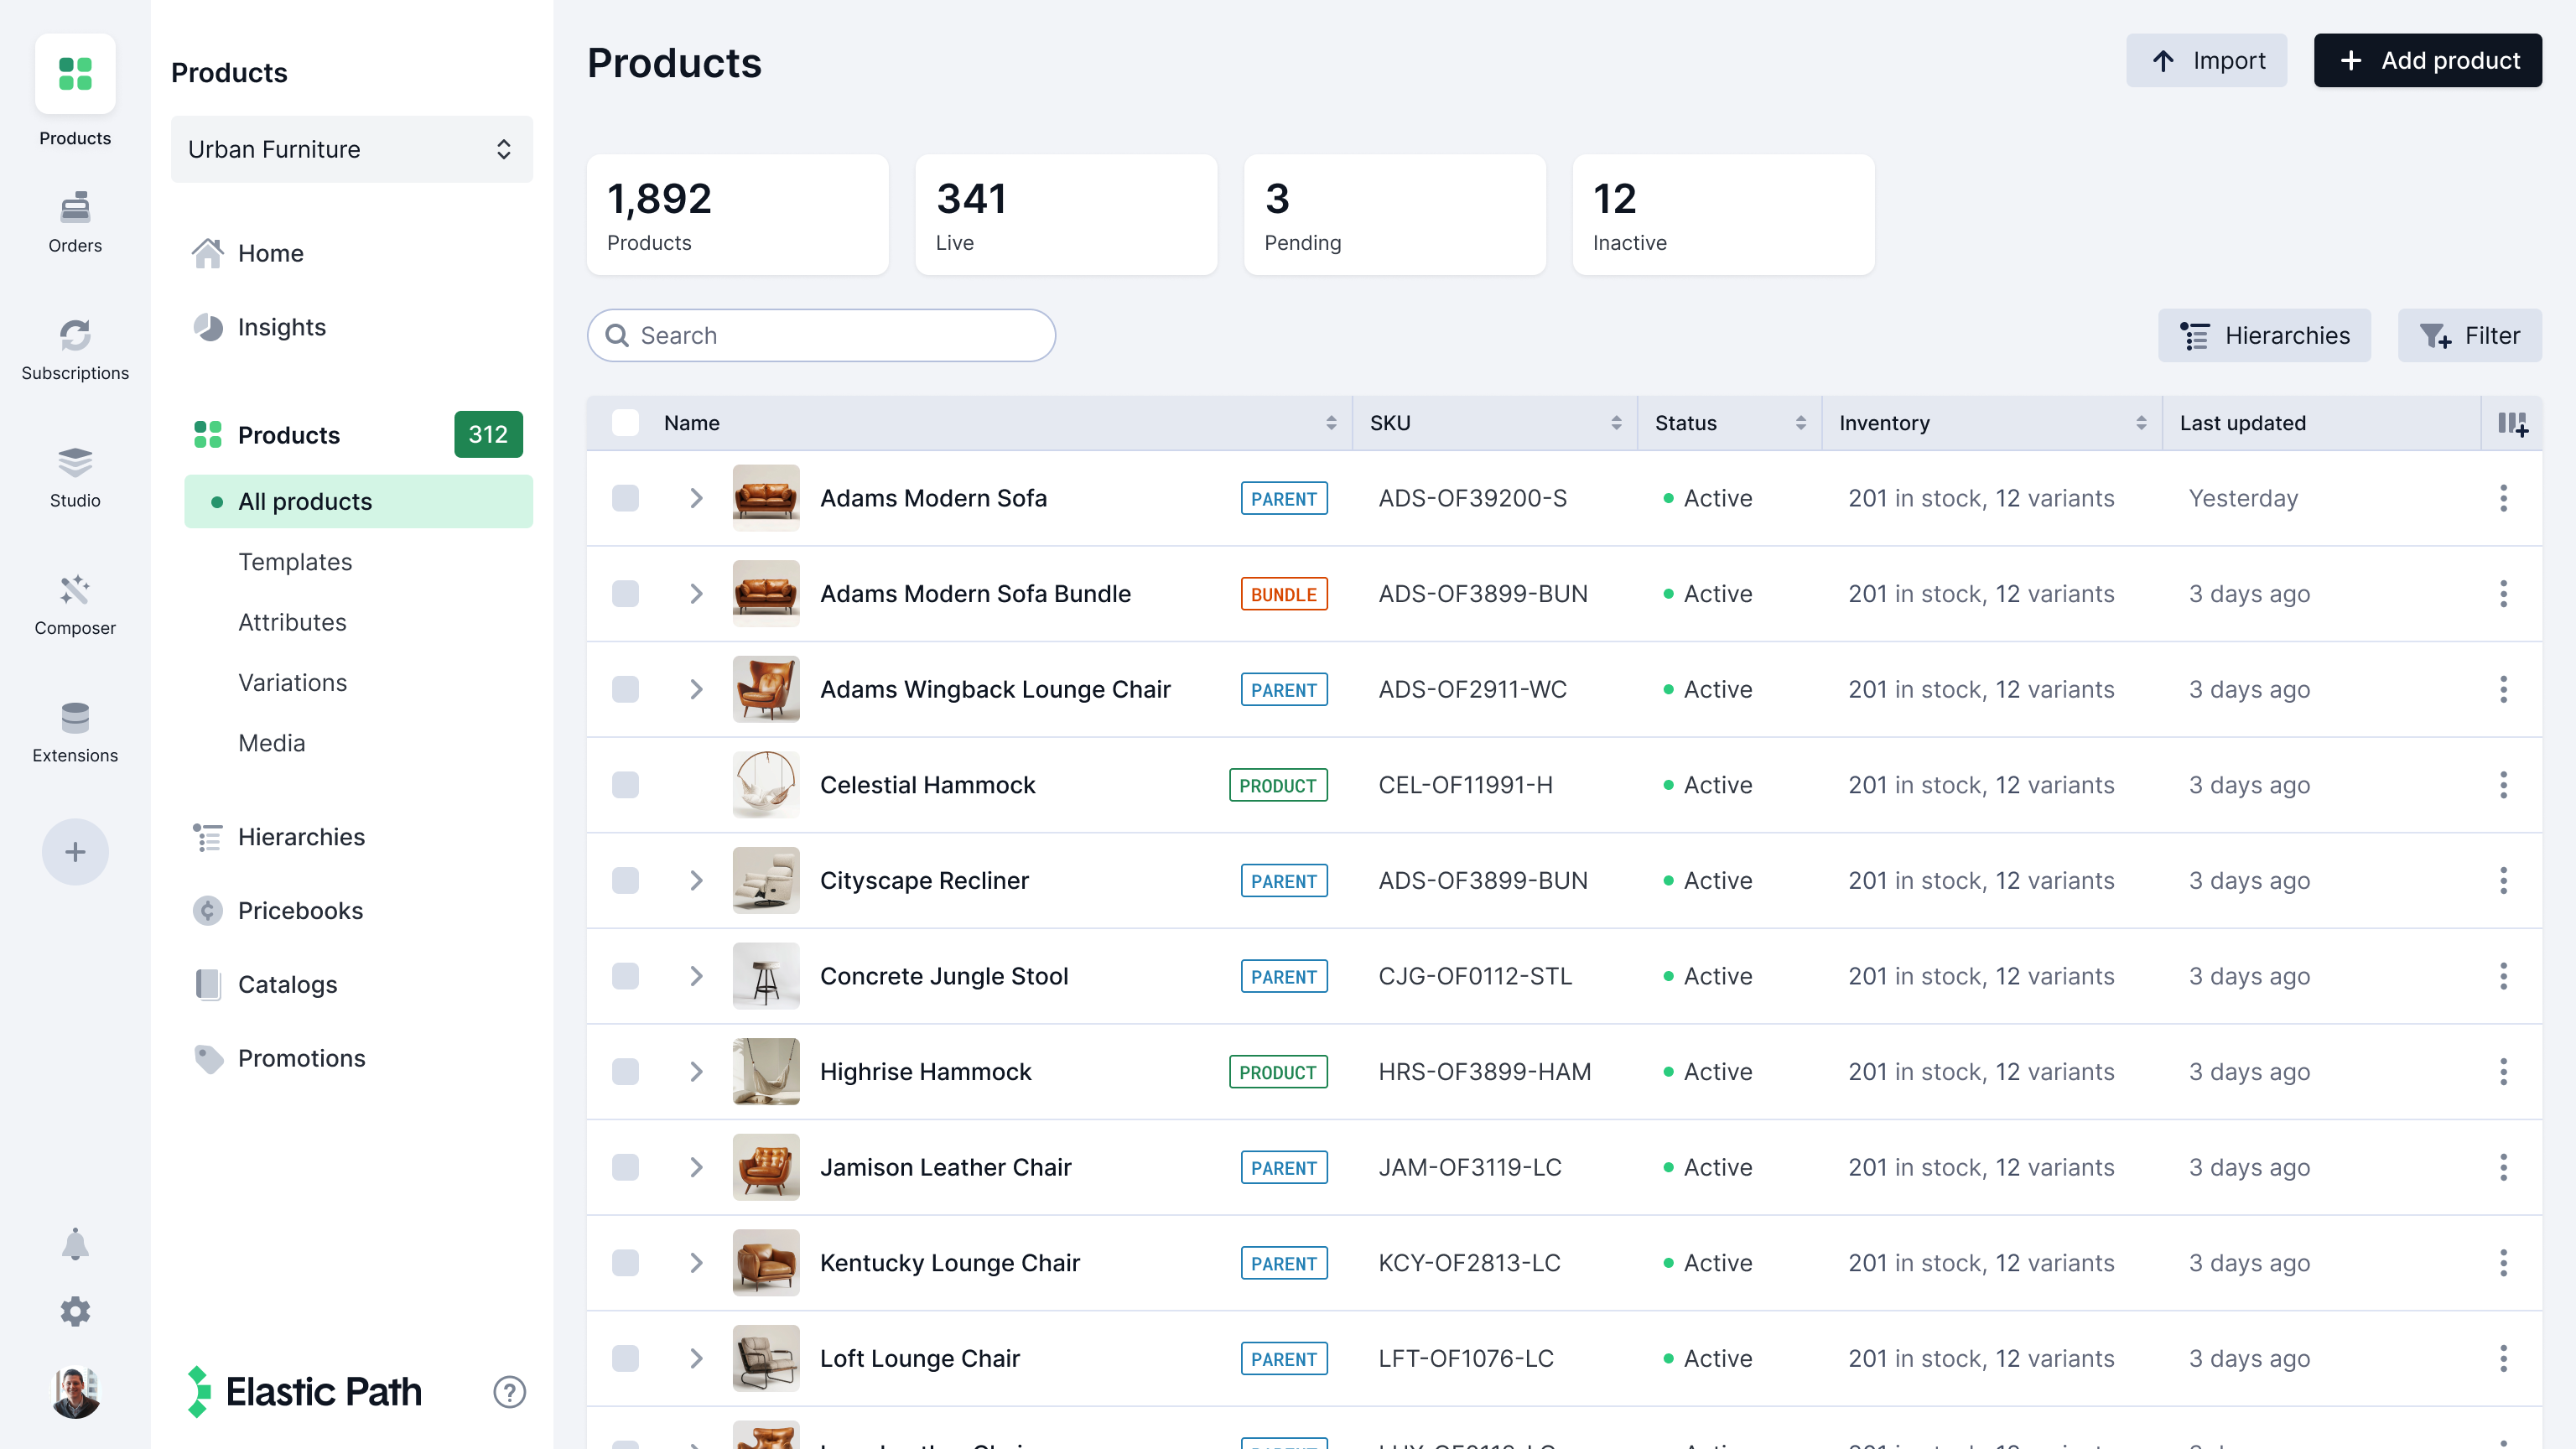 Products
Orders
Subscriptions
Studio
Composer
Extensions
Products
Urban Furniture
Home
Insights
Products 312
All products
Templates
Attributes
Variations
Media
Hierarchies
Pricebooks
Catalogs
Promotions
Elastic Path
Products
Import
Add product
1,892
Products
341
Live
3
Pending
12
Inactive
Search
Hierarchies
Filter
Name SKU Status Inventory Last updated
Adams Modern Sofa PARENT ADS-OF39200-S Active 201 in stock, 12 variants Yesterday
Adams Modern Sofa Bundle BUNDLE ADS-OF3899-BUN Active 201 in stock, 12 variants 3 days ago
Adams Wingback Lounge Chair PARENT ADS-OF2911-WC Active 201 in stock, 12 variants 3 days ago
Celestial Hammock PRODUCT CEL-OF11991-H Active 201 in stock, 12 variants 3 days ago
Cityscape Recliner PARENT ADS-OF3899-BUN Active 201 in stock, 12 variants 3 days ago
Concrete Jungle Stool PARENT CJG-OF0112-STL Active 201 in stock, 12 variants 3 days ago
Highrise Hammock PRODUCT HRS-OF3899-HAM Active 201 in stock, 12 variants 3 days ago
Jamison Leather Chair PARENT JAM-OF3119-LC Active 201 in stock, 12 variants 3 days ago
Kentucky Lounge Chair PARENT KCY-OF2813-LC Active 201 in stock, 12 variants 3 days ago
Loft Lounge Chair PARENT LFT-OF1076-LC Active 201 in stock, 12 variants 3 days ago